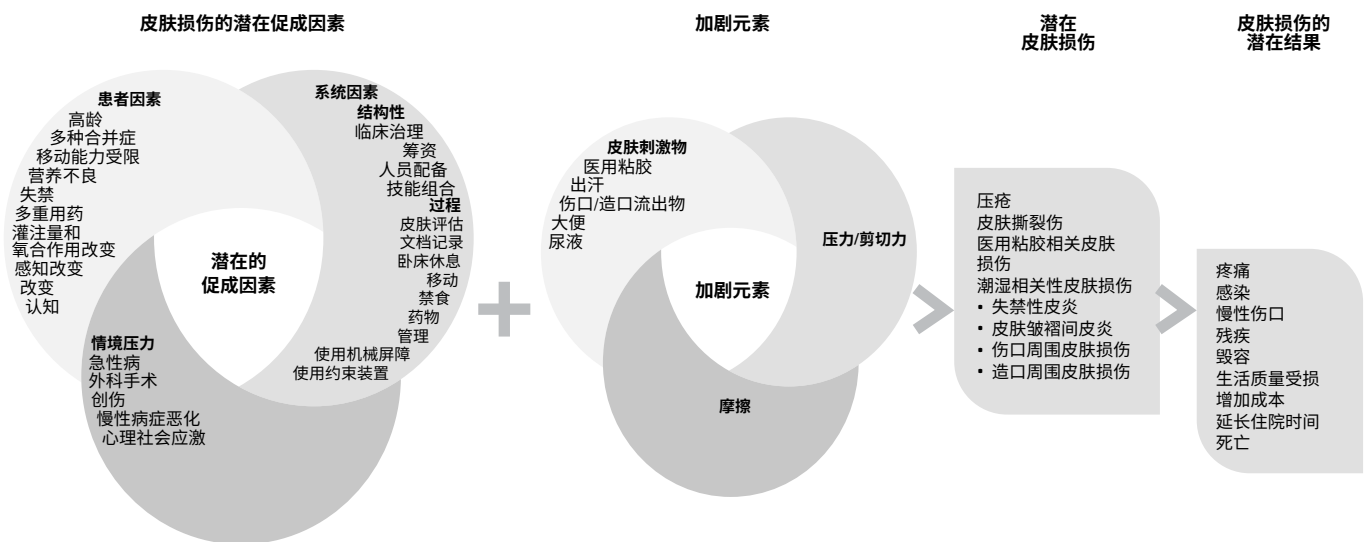 皮肤损伤的潜在促成因素
患者因素
高龄
多种合并症
移动能力受限
营养不良
失禁
多重用药
灌注量和
氧合作用改变
感知改变
改变
认知
系统因素
结构性
临床治理
筹资
人员配备
技能组合
过程
皮肤评估
文档记录
卧床休息
移动
禁食
药物
管理
使用机械屏障
使用约束装置
潜在的
促成因素
情境压力
急性病
外科手术
创伤
慢性病症恶化
心理社会应激
加剧元素
皮肤刺激物
医用粘胶
出汗
伤口/造口流出物
大便
尿液
压力/剪切力
加剧元素
摩擦
潜在
皮肤损伤
压疮
皮肤撕裂伤
医用粘胶相关皮肤
损伤
潮湿相关性皮肤损伤
• 失禁性皮炎
• 皮肤皱褶间皮炎
• 伤口周围皮肤损伤
• 造口周围皮肤损伤
皮肤损伤的
潜在结果
疼痛
感染
慢性伤口
残疾
毁容
生活质量受损
增加成本
延长住院时间
死亡